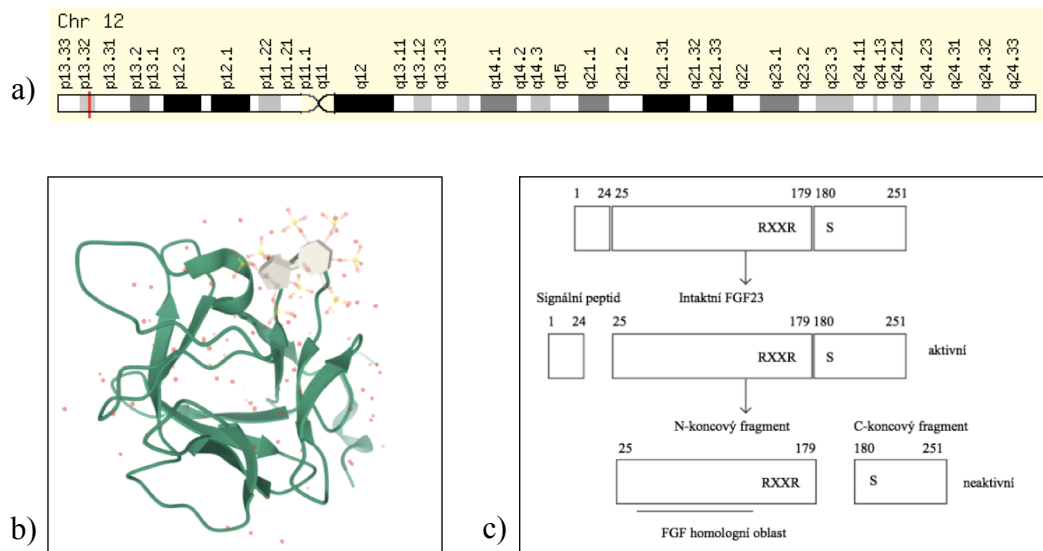 a)
Chr 12
p13.33 p13.32 p13.31 p13.2 p13.1 p12.3 p12.1 p11.22 p11.21 p11.1 q11 q12 q13.11 q13.12 q13.13 q14.1 q14.2 q14.3 q15 q21.1 q21.2 q21.31 q21.32 q21.33 q22 q23.1 q23.2 q23.3 q24.11 q24.13 q24.21 q24.23 q24.31 q24.32 q24.33
b)
c)
1 24 25 179 180 251
RXXR S
Signální peptid Intaktní FGF23
1 24 25 179 180 251
RXXR S aktivní
N-koncový fragment C-koncový fragment
25 179 180 251
RXXR S neaktivní
FGF homologní oblast